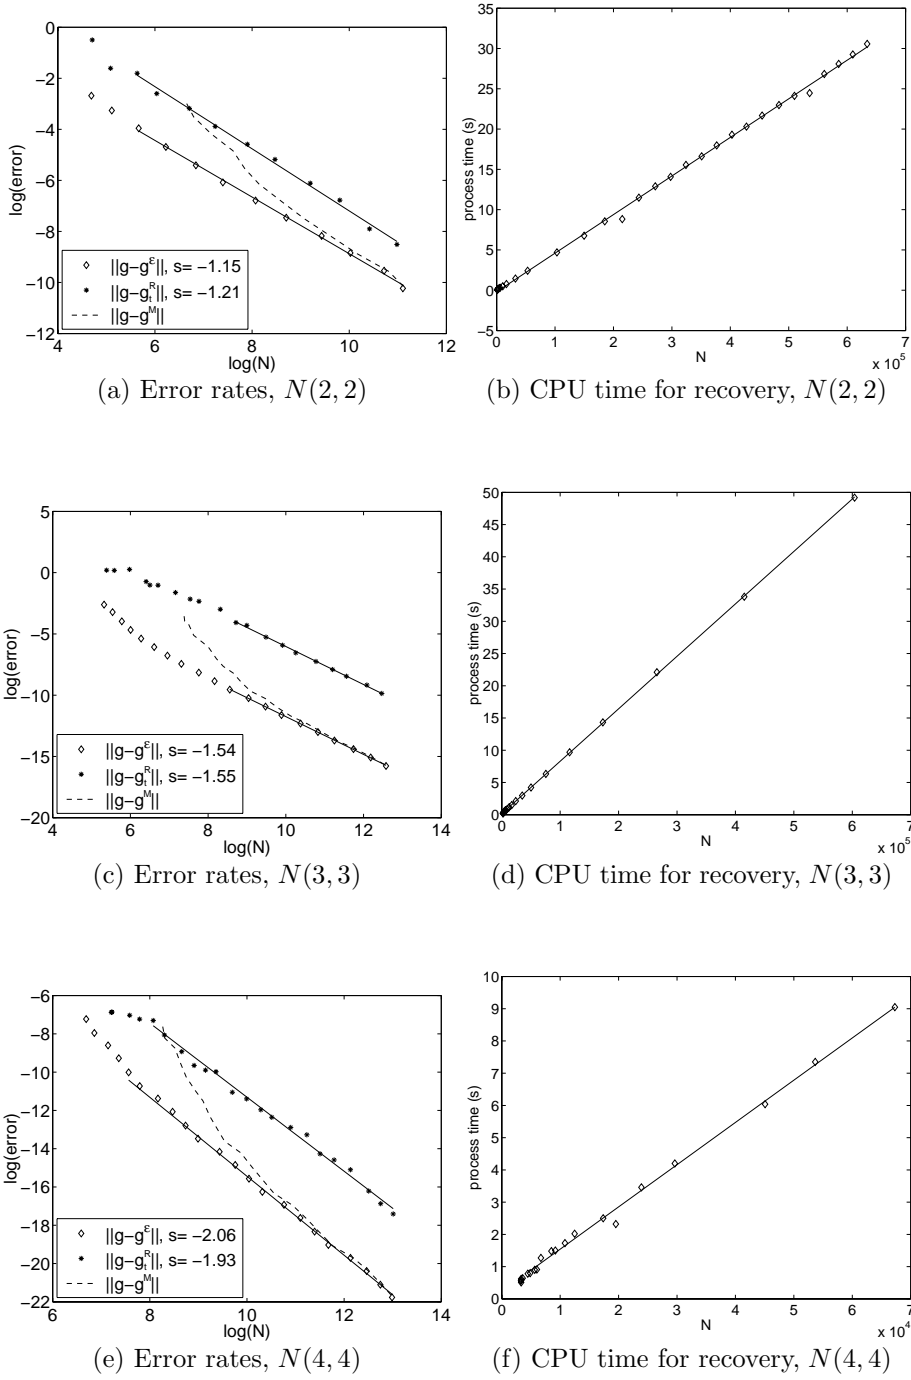 0
−2
−4
−6
−8
−10
−12
log(error)
||g−g^ε||, s= −1.15
||g−g_t^R||, s= −1.21
||g−g^M||
4 6 8 10 12
log(N)
(a) Error rates, N(2, 2)
35
30
25
20
15
10
5
0
−5
process time (s)
0 1 2 3 4 5 6 7
N
x 10^5
(b) CPU time for recovery, N(2, 2)
5
0
−5
−10
−15
−20
log(error)
||g−g^ε||, s= −1.54
||g−g_t^R||, s= −1.55
||g−g^M||
4 6 8 10 12 14
log(N)
(c) Error rates, N(3, 3)
50
45
40
35
30
25
20
15
10
5
0
process time (s)
0 1 2 3 4 5 6 7
N
x 10^5
(d) CPU time for recovery, N(3, 3)
−6
−8
−10
−12
−14
−16
−18
−20
−22
log(error)
||g−g^ε||, s= −2.06
||g−g_t^R||, s= −1.93
||g−g^M||
6 8 10 12 14
log(N)
(e) Error rates, N(4, 4)
10
9
8
7
6
5
4
3
2
1
0
process time (s)
0 1 2 3 4 5 6 7
N
x 10^4
(f) CPU time for recovery, N(4, 4)